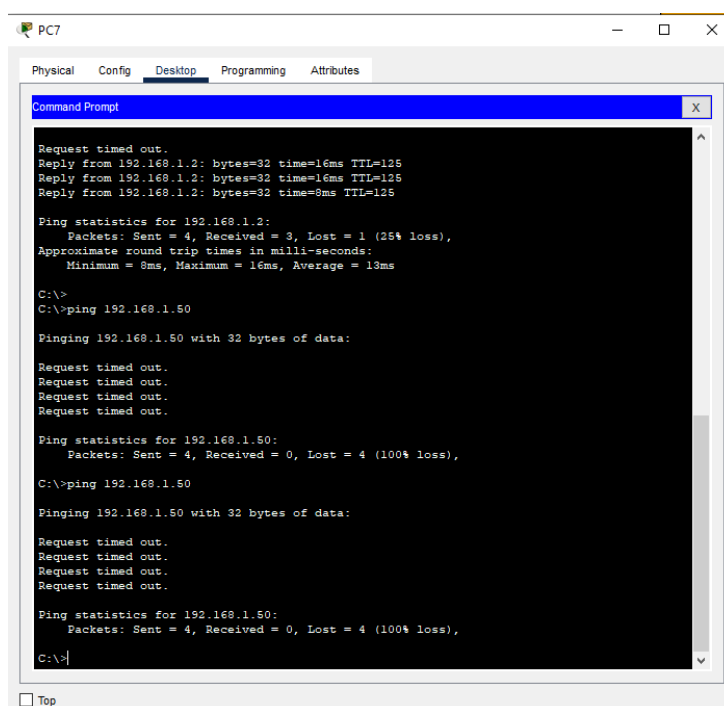 PC7
Physical Config Desktop Programming Attributes
Command Prompt
X
Request timed out.
Reply from 192.168.1.2: bytes=32 time=16ms TTL=125
Reply from 192.168.1.2: bytes=32 time=16ms TTL=125
Reply from 192.168.1.2: bytes=32 time=8ms TTL=125
Ping statistics for 192.168.1.2:
Packets: Sent = 4, Received = 3, Lost = 1 (25% loss),
Approximate round trip times in milli-seconds:
Minimum = 8ms, Maximum = 16ms, Average = 13ms
C:\>
C:\>ping 192.168.1.50
Pinging 192.168.1.50 with 32 bytes of data:
Request timed out.
Request timed out.
Request timed out.
Request timed out.
Ping statistics for 192.168.1.50:
Packets: Sent = 4, Received = 0, Lost = 4 (100% loss),
C:\>ping 192.168.1.50
Pinging 192.168.1.50 with 32 bytes of data:
Request timed out.
Request timed out.
Request timed out.
Request timed out.
Ping statistics for 192.168.1.50:
Packets: Sent = 4, Received = 0, Lost = 4 (100% loss),
C:\>
Top